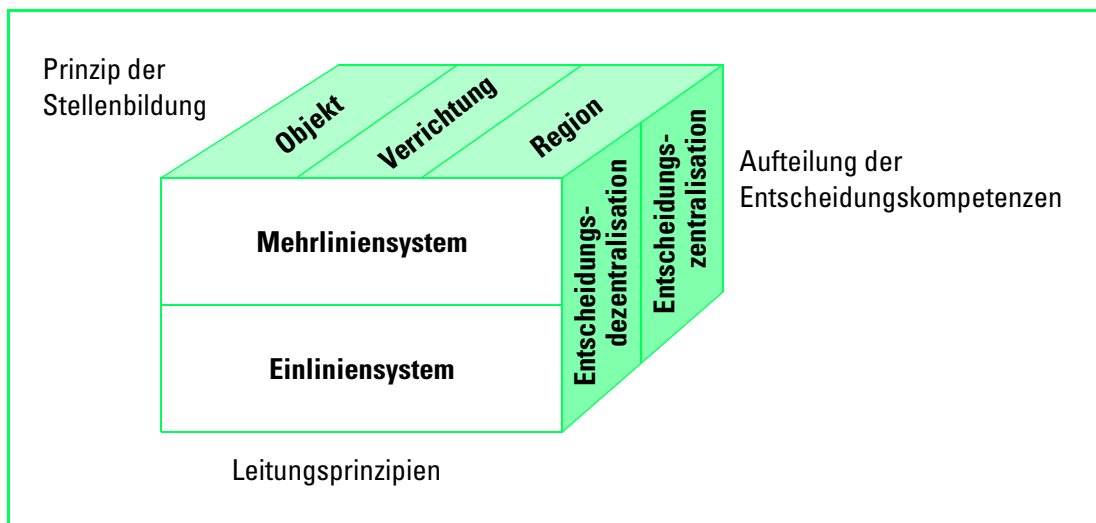 Prinzip der
Stellenbildung
Objekt
Verrichtung
Region
Mehrliniensystem
Einliniensystem
Entscheidungs-
dezentralisation
Entscheidungs-
zentralisation
Aufteilung der
Entscheidungskompetenzen
Leitungsprinzipien